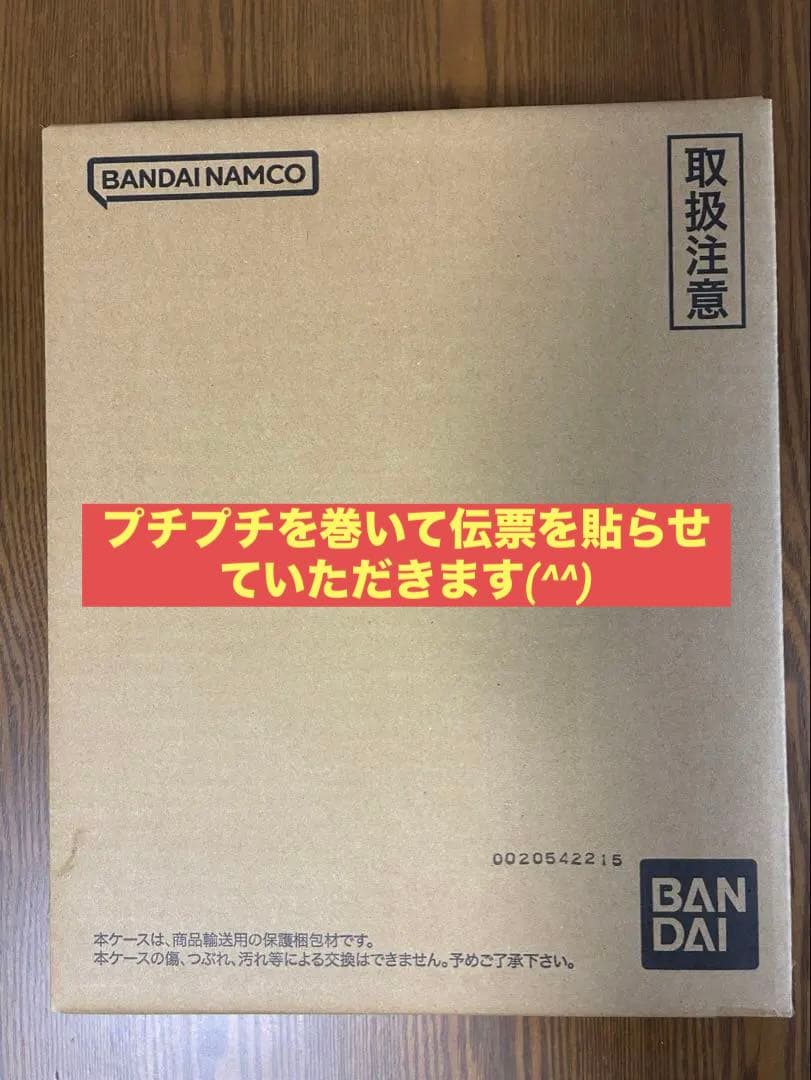 BANDAI NAMCO
取扱注意
プチプチを巻いて伝票を貼らせ
ていただきます(^^)
0020542215
BAN
DAI
本ケースは、商品輸送用の保護梱包材です。
本ケースの傷、つぶれ、汚れ等による交換はできません。予めご了承下さい。